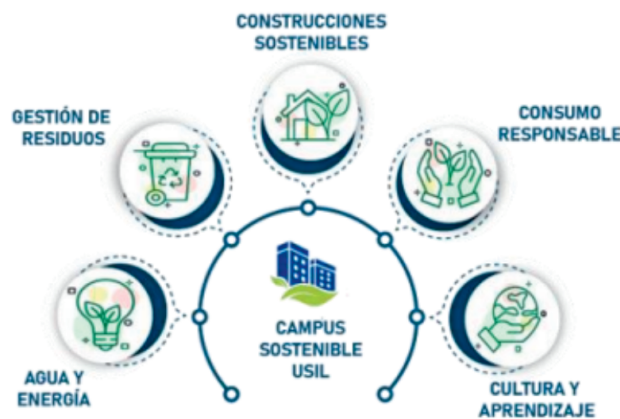 CONSTRUCCIONES
SOSTENIBLES
GESTIÓN DE
RESIDUOS
CONSUMO
RESPONSABLE
CAMPUS
SOSTENIBLE
USIL
AGUA Y
ENERGÍA
CULTURA Y
APRENDIZAJE